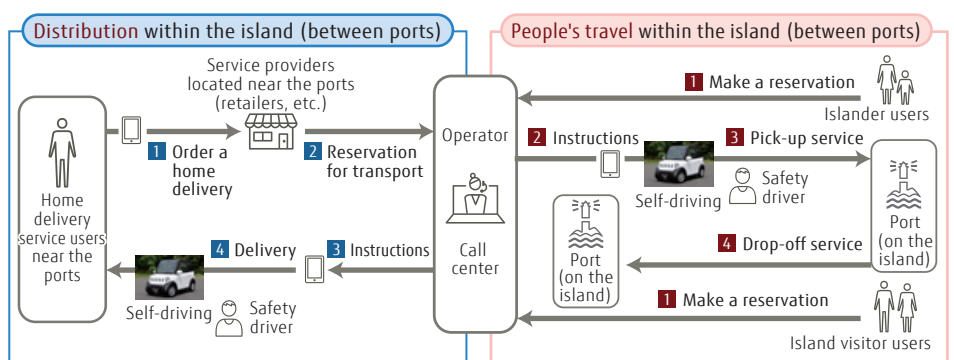 Distribution within the island (between ports)
People's travel within the island (between ports)
Service providers
located near the ports
(retailers, etc.)
1 Order a
home
delivery
2 Reservation
for transport
Home
delivery
service users
near the
ports
4 Delivery
3 Instructions
Self-driving
Safety
driver
Operator
Call
center
1 Make a reservation
Islander users
2 Instructions
3 Pick-up service
Self-driving
Safety
driver
Port
(on the
island)
4 Drop-off service
Port
(on the
island)
1 Make a reservation
Island visitor users